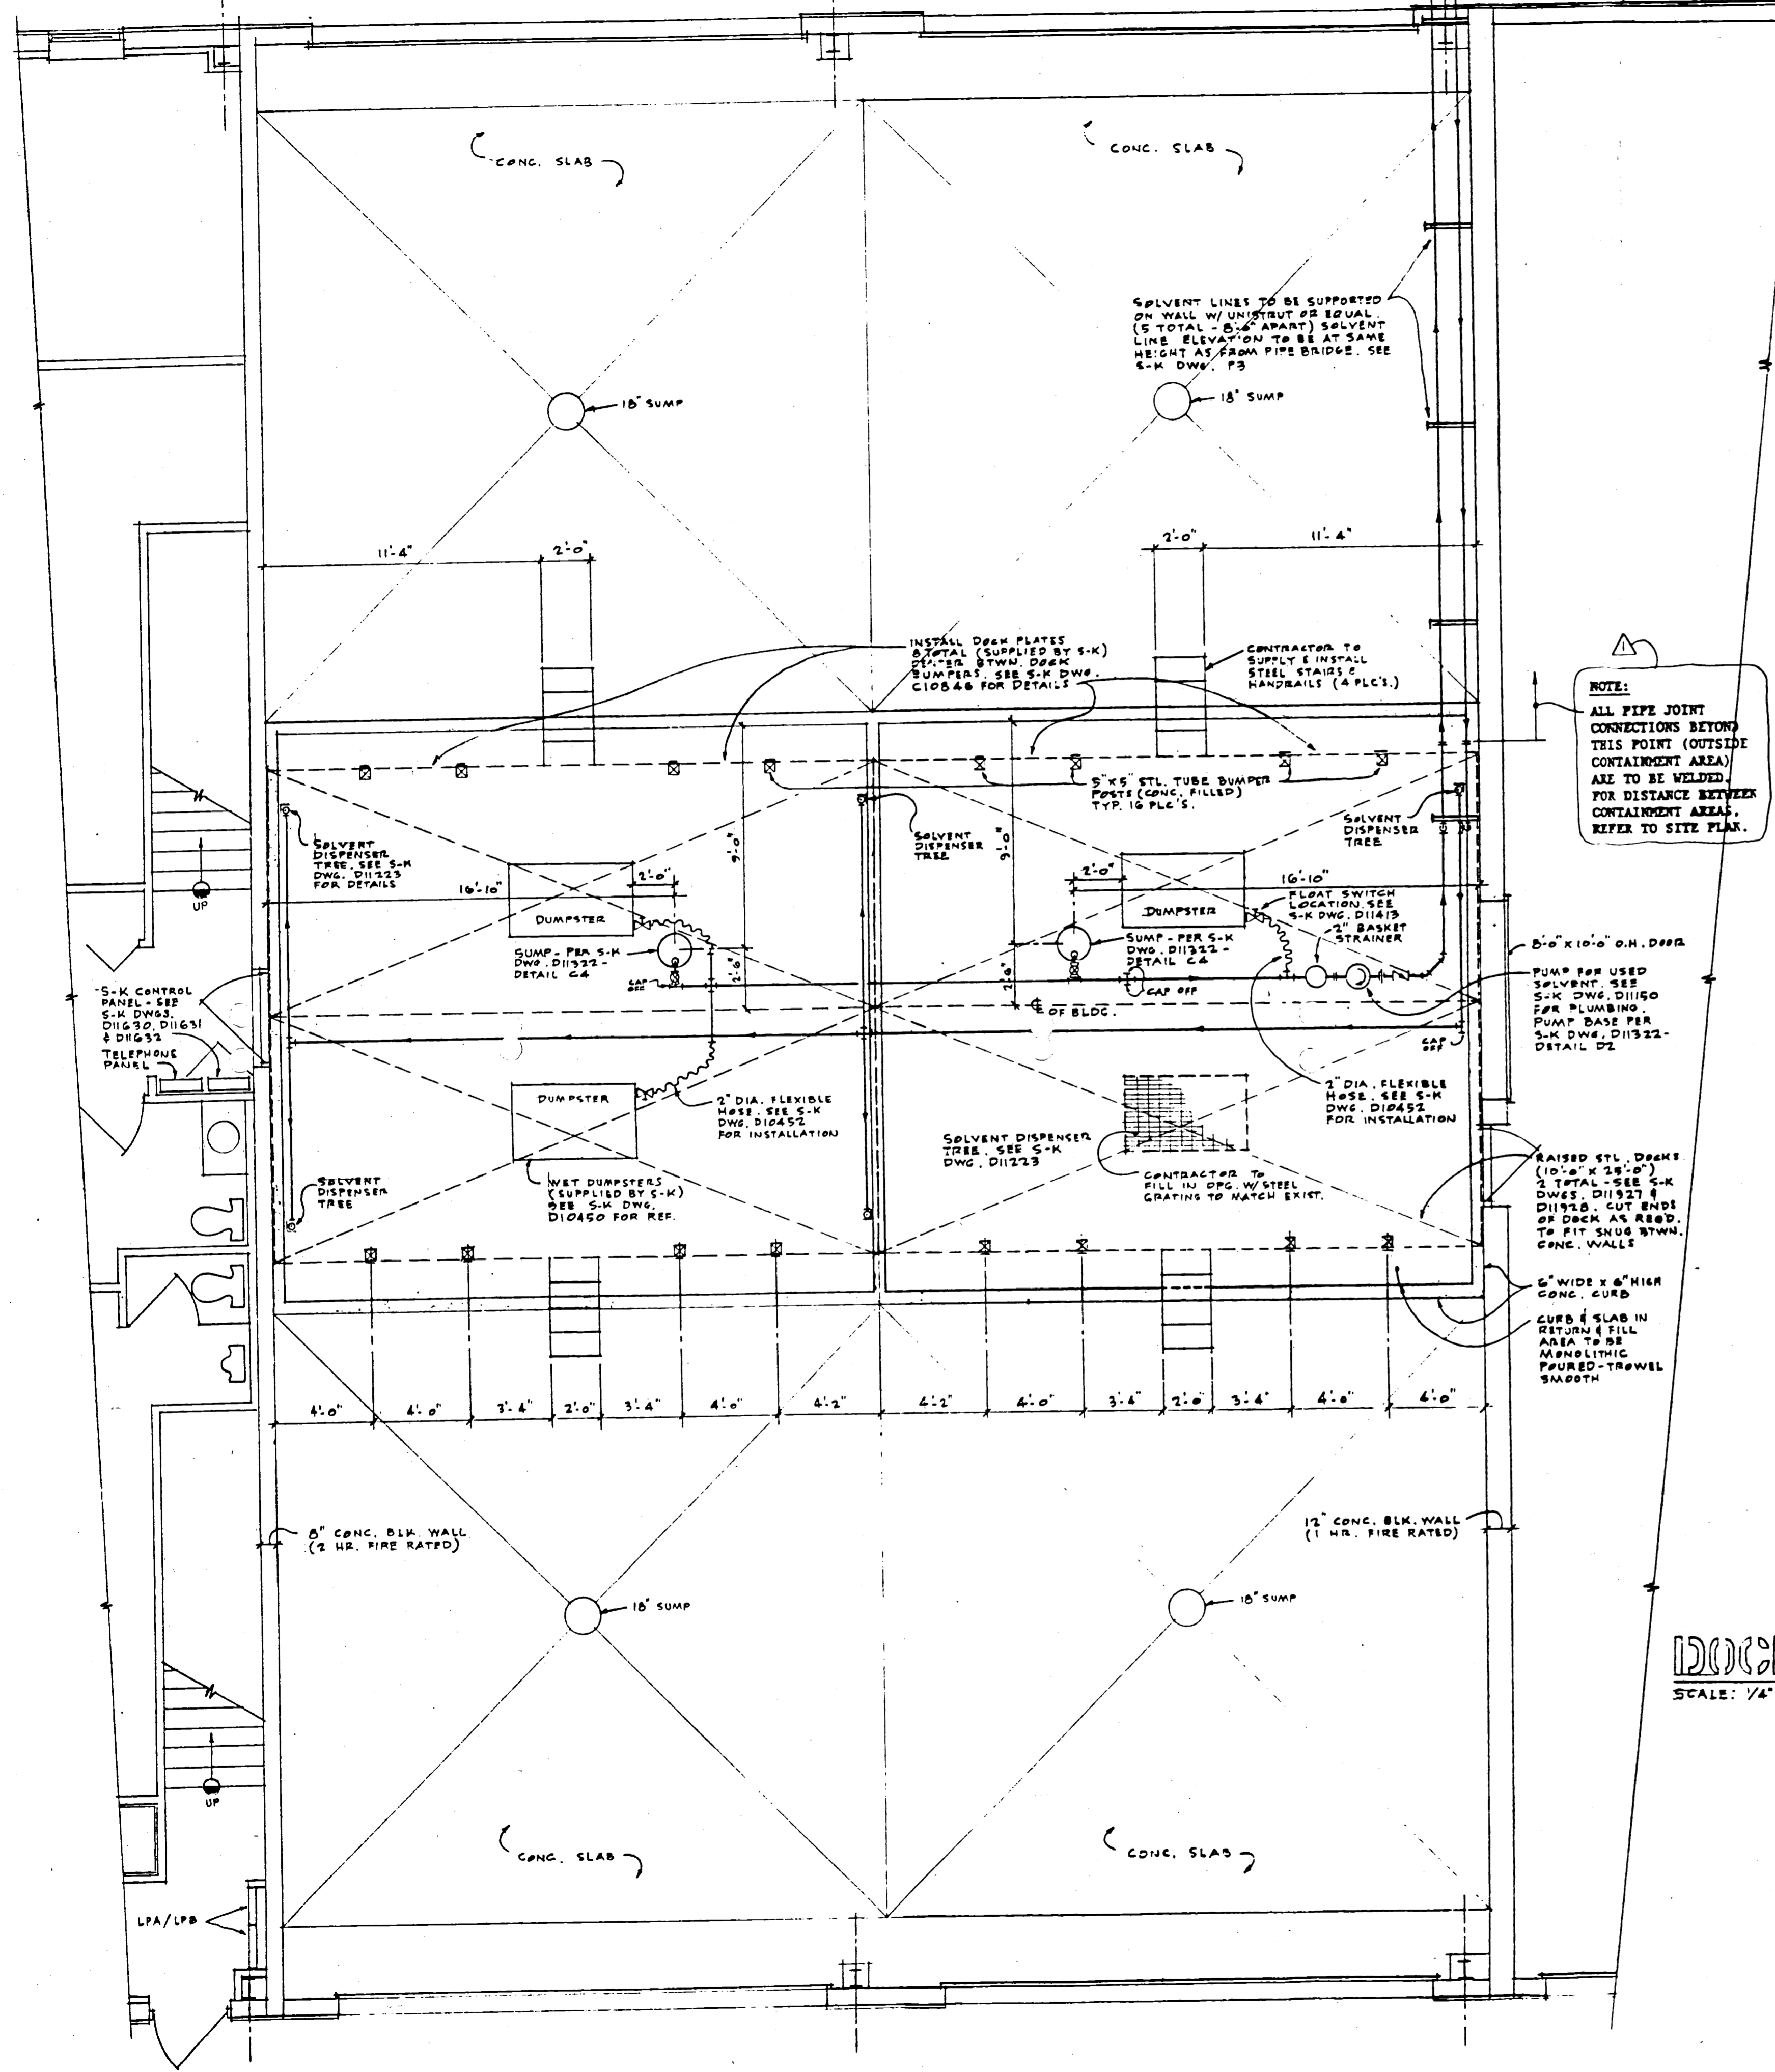 CONC. SLAB
CONC. SLAB
SOLVENT LINES TO BE SUPPORTED
ON WALL W/ UNISTRUT OR EQUAL.
(5 TOTAL - 8'-6" APART) SOLVENT
LINE ELEVATION TO BE AT SAME
HEIGHT AS FROM PIPE BRIDGE. SEE
S-K DWG. P3
18" SUMP
18" SUMP
11'-4"
2'-0"
2'-0"
11'-4"
INSTALL DOCK PLATES
8 TOTAL (SUPPLIED BY S-K)
BTWN. DOCK
BUMPERS. SEE S-K DWG.
C10846 FOR DETAILS
CONTRACTOR TO
SUPPLY & INSTALL
STEEL STAIRS &
HANDRAILS (4 PLC'S.)
1
NOTE:
ALL PIPE JOINT
CONNECTIONS BEYOND
THIS POINT (OUTSIDE
CONTAINMENT AREA)
ARE TO BE WELDED.
FOR DISTANCE BETWEEN
CONTAINMENT AREAS,
REFER TO SITE PLAN.
5"X5" STL. TUBE BUMPER
POSTS (CONC. FILLED)
TYP. 16 PLC'S.
SOLVENT
DISPENSER
TREE. SEE S-K
DWG. D11223
FOR DETAILS
SOLVENT
DISPENSER
TREE
SOLVENT
DISPENSER
TREE
9'-0"
9'-0"
UP
16'-10"
2'-0"
2'-0"
16'-10"
DUMPSTER
DUMPSTER
FLOAT SWITCH
LOCATION. SEE
S-K DWG. D11413
2" BASKET
STRAINER
SUMP - PER S-K
DWG. D11322 -
DETAIL C4
SUMP - PER S-K
DWG. D11322 -
DETAIL C4
8'-0" X 10'-0" O.H. DOOR
CAP
OFF
2'-6"
2'-6"
CAP OFF
PUMP FOR USED
SOLVENT. SEE
S-K DWG. D11150
FOR PLUMBING.
PUMP BASE PER
S-K DWG. D11322 -
DETAIL D2
S-K CONTROL
PANEL - SEE
S-K DWGS.
D11630, D11631
& D11632
TELEPHONE
PANEL
℄ OF BLDG.
CAP
OFF
DUMPSTER
2" DIA. FLEXIBLE
HOSE. SEE S-K
DWG. D10452
FOR INSTALLATION
2" DIA. FLEXIBLE
HOSE. SEE S-K
DWG. D10452
FOR INSTALLATION
SOLVENT DISPENSER
TREE. SEE S-K
DWG. D11223
CONTRACTOR TO
FILL IN OPG. W/ STEEL
GRATING TO MATCH EXIST.
SOLVENT
DISPENSER
TREE
WET DUMPSTERS
(SUPPLIED BY S-K)
SEE S-K DWG.
D10450 FOR REF.
RAISED STL. DOCKS
(10'-0" X 25'-0")
2 TOTAL - SEE S-K
DWGS. D11927 &
D11928. CUT ENDS
OF DOCK AS REQ'D.
TO FIT SNUG BTWN.
CONC. WALLS
6" WIDE X 6" HIGH
CONC. CURB
CURB & SLAB IN
RETURN & FILL
AREA TO BE
MONOLITHIC
POURED - TROWEL
SMOOTH
4'-0" 4'-0" 3'-4" 2'-0" 3'-4" 4'-0" 4'-2" 4'-2" 4'-0" 3'-4" 2'-0" 3'-4" 4'-0" 4'-0"
8" CONC. BLK. WALL
(2 HR. FIRE RATED)
12" CONC. BLK. WALL
(1 HR. FIRE RATED)
18" SUMP
18" SUMP
SCALE: 1/4"
UP
CONC. SLAB
CONC. SLAB
LPA/LPB